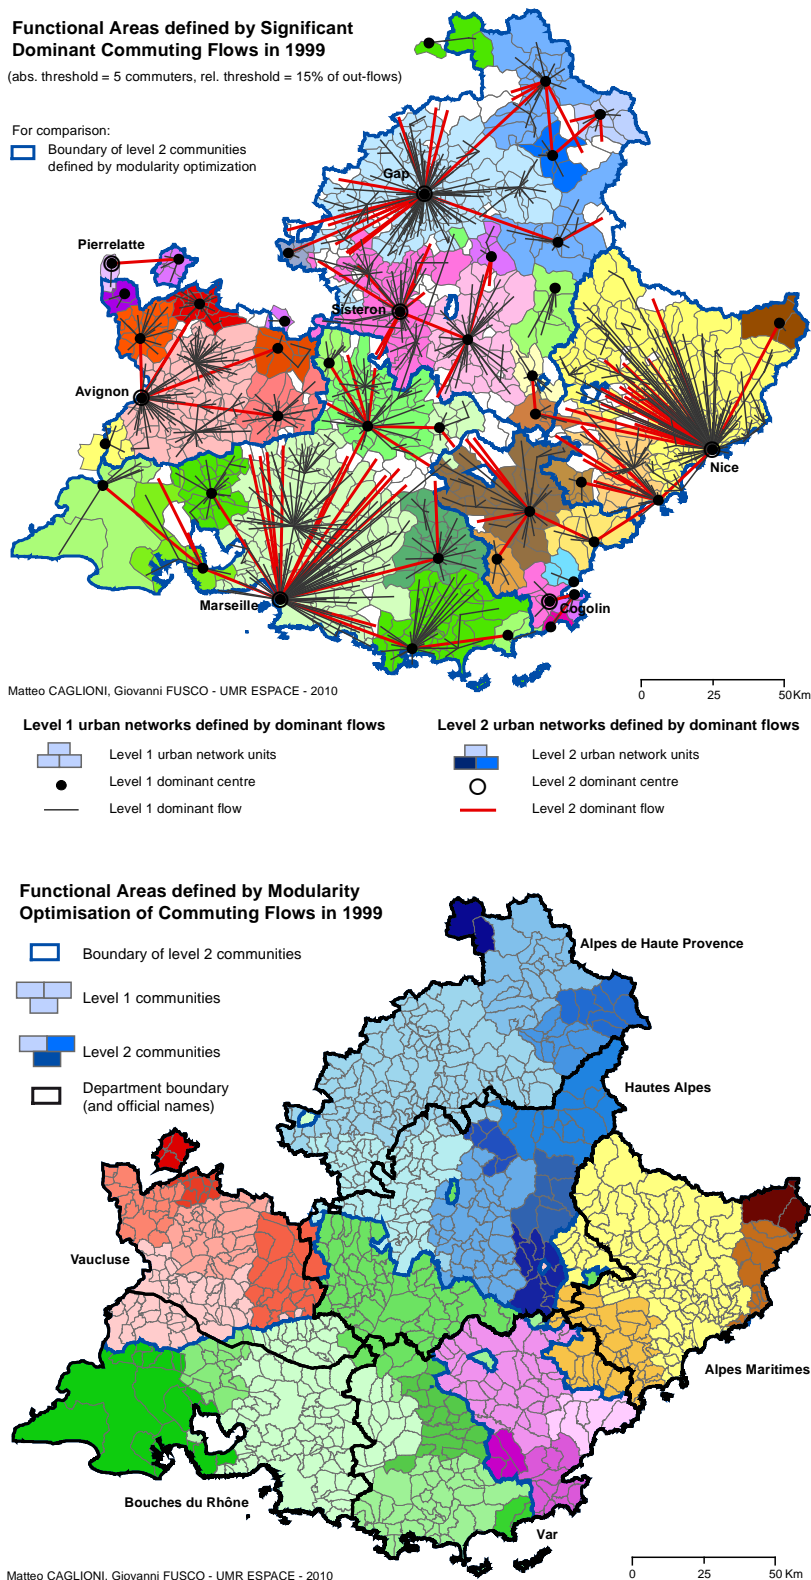 Functional Areas defined by Significant
Dominant Commuting Flows in 1999
(abs. threshold = 5 commuters, rel. threshold = 15% of out-flows)
For comparison:
Boundary of level 2 communities
defined by modularity optimization
Gap
Pierrelatte
Sisteron
Avignon
Nice
Marseille
Cogolin
Matteo CAGLIONI, Giovanni FUSCO - UMR ESPACE - 2010
0 25 50 Km
Level 1 urban networks defined by dominant flows
Level 1 urban network units
Level 1 dominant centre
Level 1 dominant flow
Level 2 urban networks defined by dominant flows
Level 2 urban network units
Level 2 dominant centre
Level 2 dominant flow
Functional Areas defined by Modularity
Optimisation of Commuting Flows in 1999
Boundary of level 2 communities
Level 1 communities
Level 2 communities
Department boundary
(and official names)
Alpes de Haute Provence
Hautes Alpes
Vaucluse
Alpes Maritimes
Bouches du Rhône
Var
0 25 50 Km
Matteo CAGLIONI, Giovanni FUSCO - UMR ESPACE - 2010